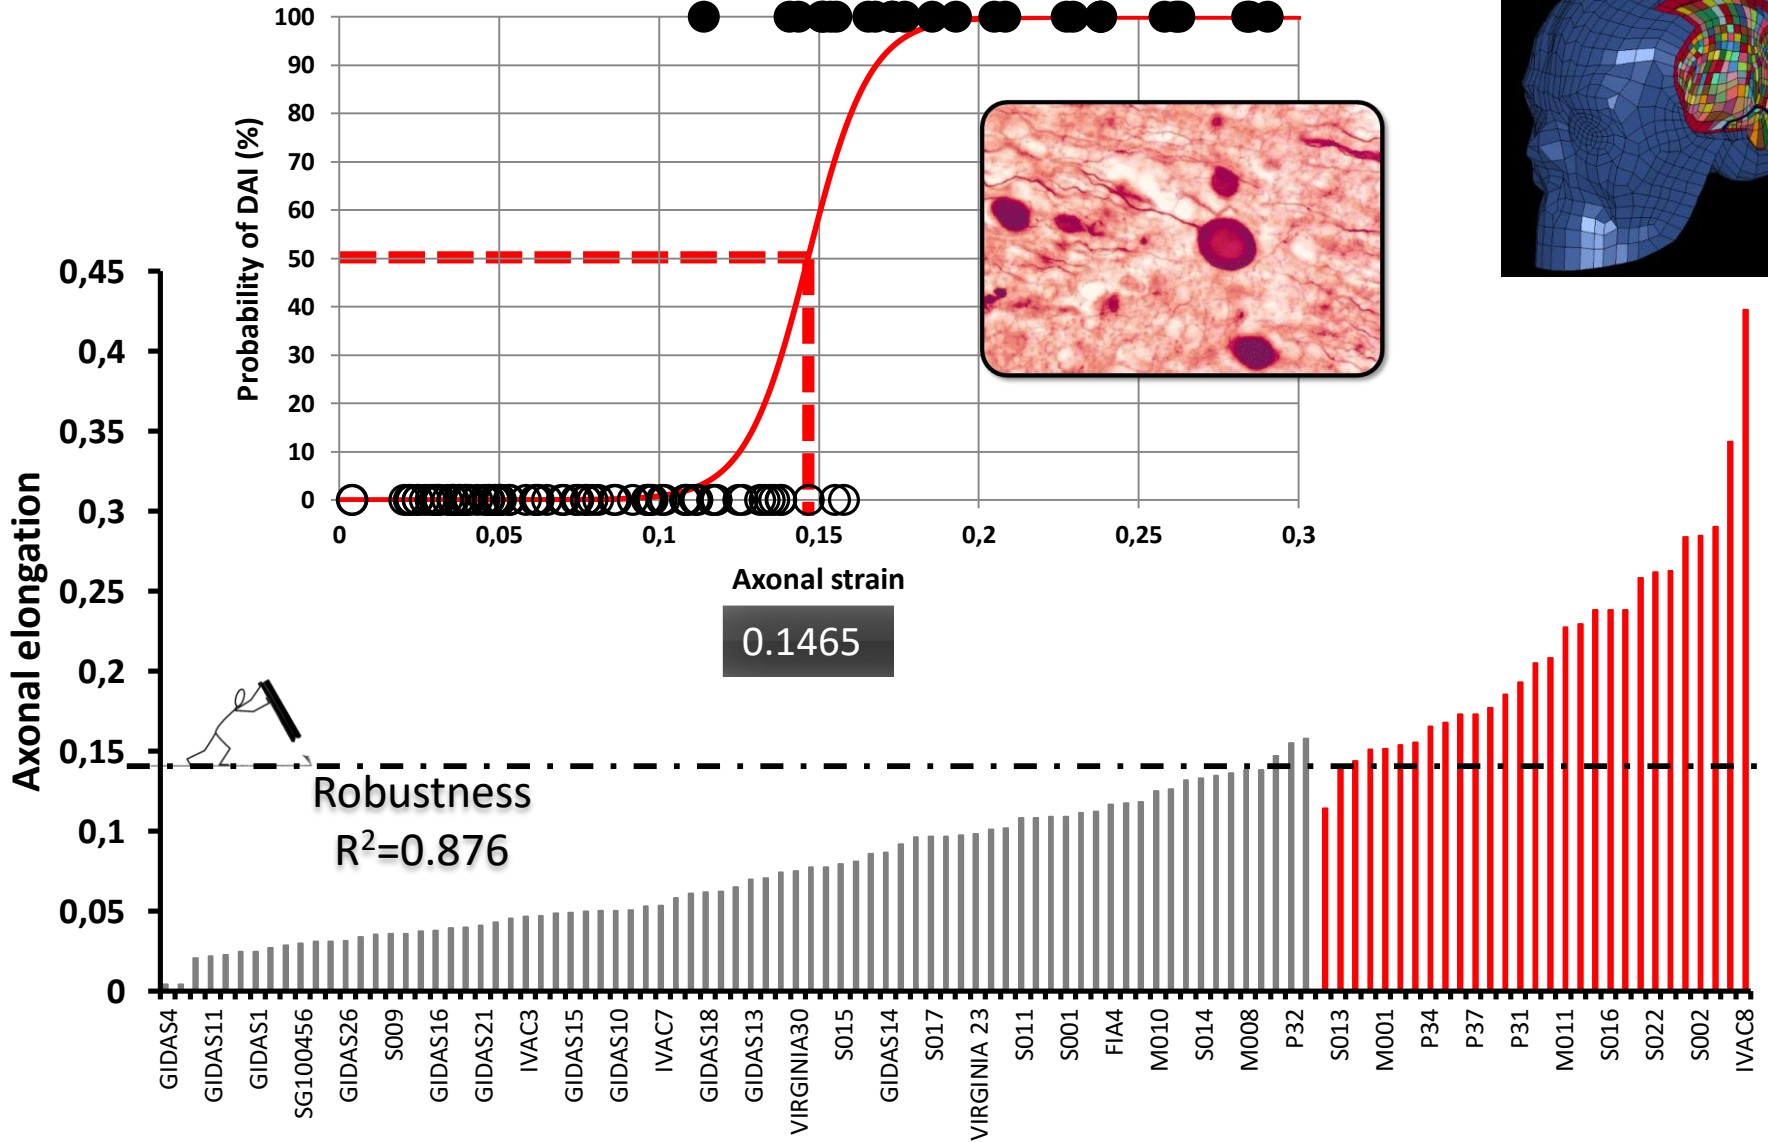 100
90
80
70
60
50
40
30
20
10
0
Probability of DAI (%)
0 0,05 0,1 0,15 0,2 0,25 0,3
Axonal strain
0.1465
0,45
0,4
0,35
0,3
0,25
0,2
0,15
0,1
0,05
0
Axonal elongation
Robustness
R²=0.876
GIDAS4
GIDAS11
GIDAS1
SG100456
GIDAS26
S009
GIDAS16
GIDAS21
IVAC3
GIDAS15
GIDAS10
IVAC7
GIDAS18
GIDAS13
VIRGINIA30
S015
GIDAS14
S017
VIRGINIA 23
S011
S001
FIA4
M010
S014
M008
P32
S013
M001
P34
P37
P31
M011
S016
S022
S002
IVAC8